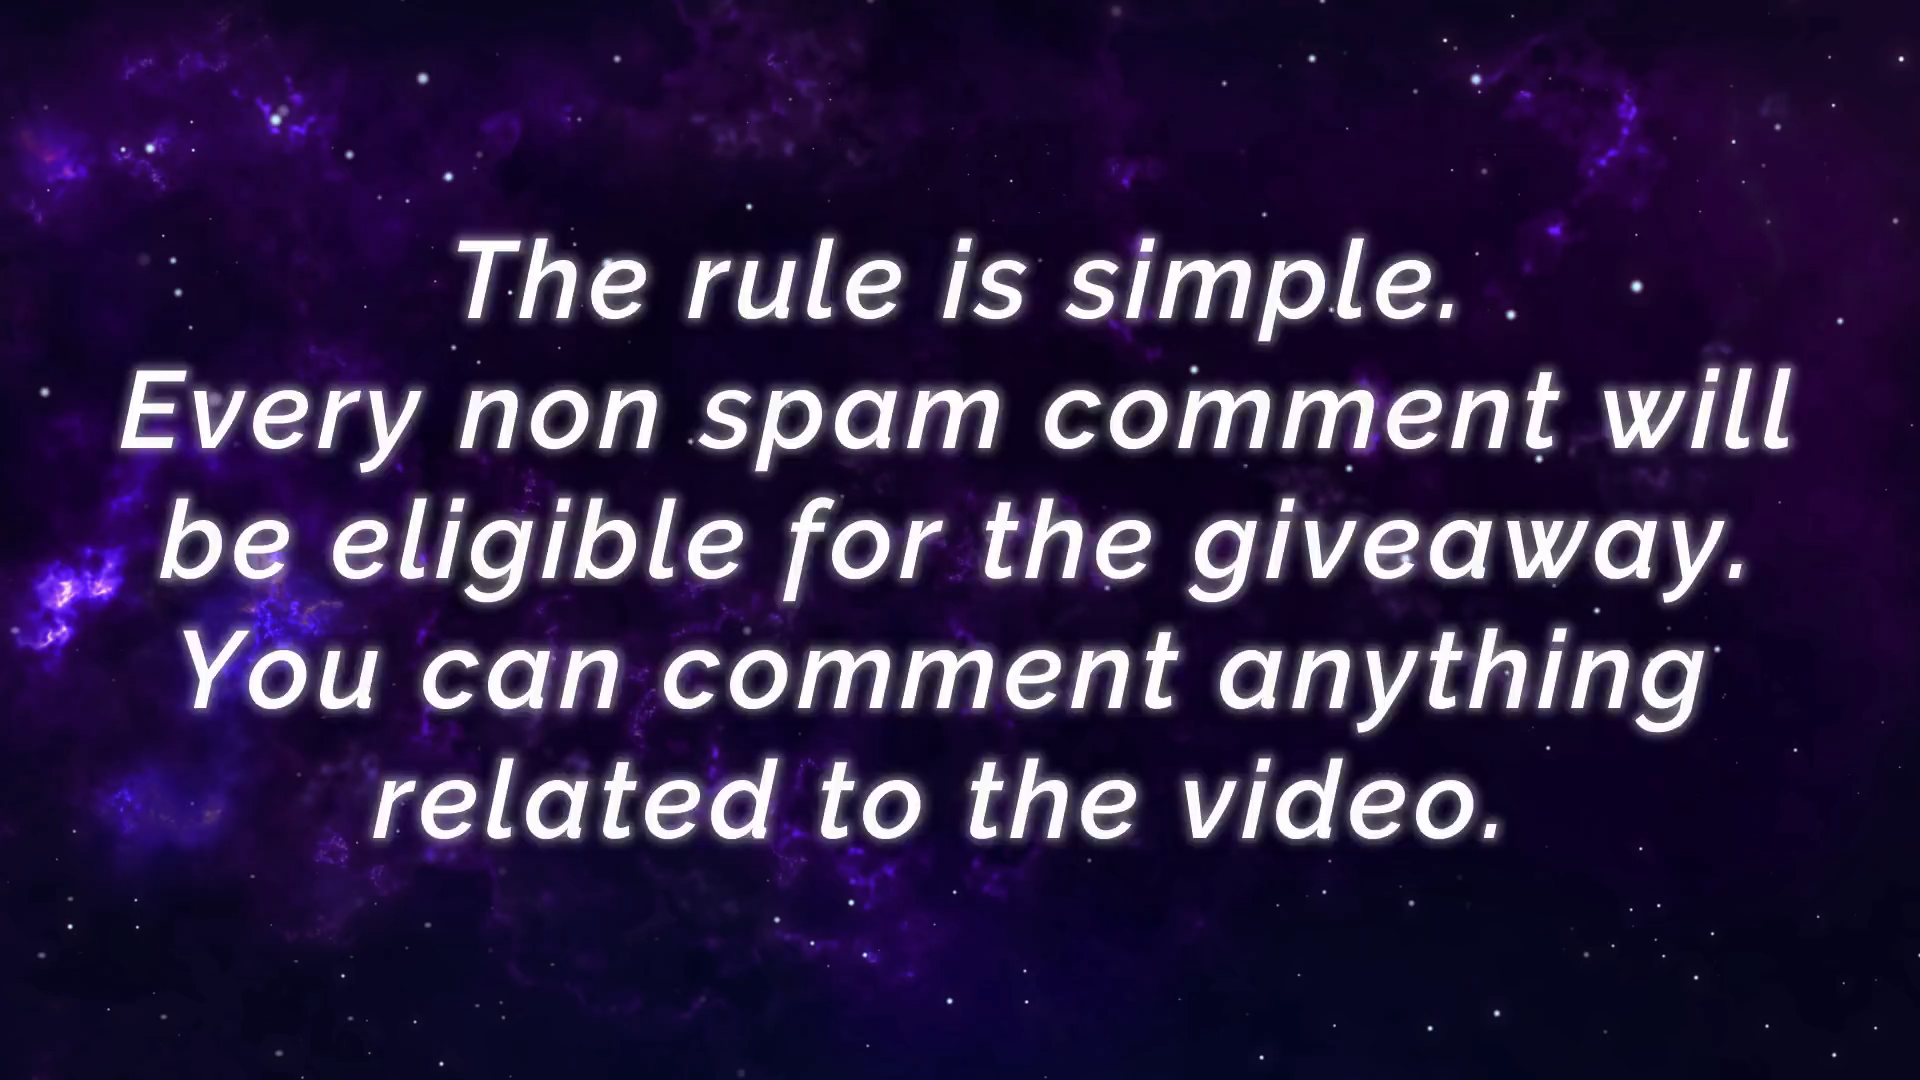 The rule is simple.
Every non spam comment will
be eligible for the giveaway.
You can comment anything
related to the video.